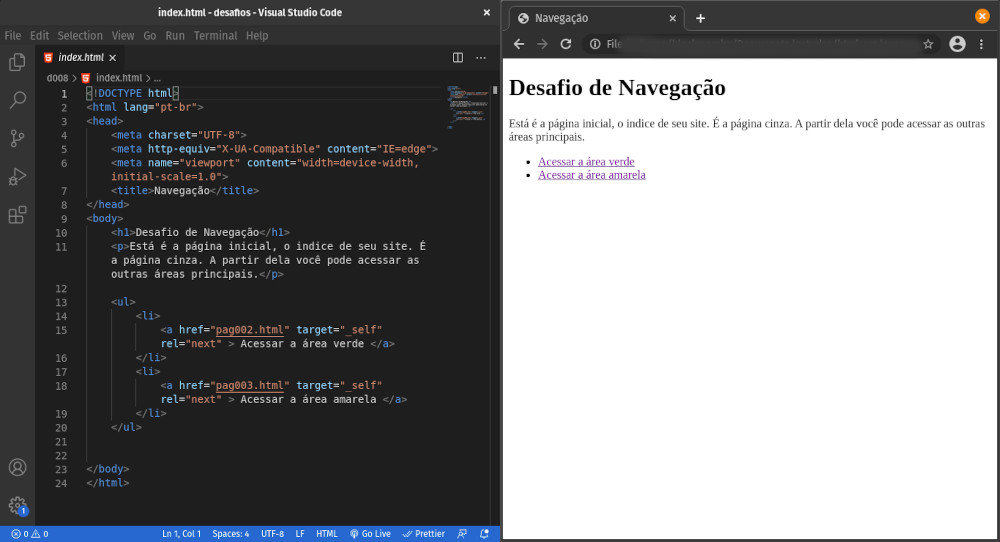 index.html - desafios - Visual Studio Code
File Edit Selection View Go Run Terminal Help
index.html
d008 > index.html > ...
1 <!DOCTYPE html>
2 <html lang="pt-br">
3 <head>
4 <meta charset="UTF-8">
5 <meta http-equiv="X-UA-Compatible" content="IE=edge">
6 <meta name="viewport" content="width=device-width,
initial-scale=1.0">
7 <title>Navegação</title>
8 </head>
9 <body>
10 <h1>Desafio de Navegação</h1>
11 <p>Está é a página inicial, o indice de seu site. É
a página cinza. A partir dela você pode acessar as
outras áreas principais.</p>
12
13 <ul>
14 <li>
15 <a href="pag002.html" target="_self"
rel="next" > Acessar a área verde </a>
16 </li>
17 <li>
18 <a href="pag003.html" target="_self"
rel="next" > Acessar a área amarela </a>
19 </li>
20 </ul>
21
22
23 </body>
24 </html>
1
0 0 Ln 1, Col 1 Spaces: 4 UTF-8 LF HTML Go Live Prettier
Navegação
File
Desafio de Navegação
Está é a página inicial, o indice de seu site. É a página cinza. A partir dela você pode acessar as outras
áreas principais.
Acessar a área verde
Acessar a área amarela